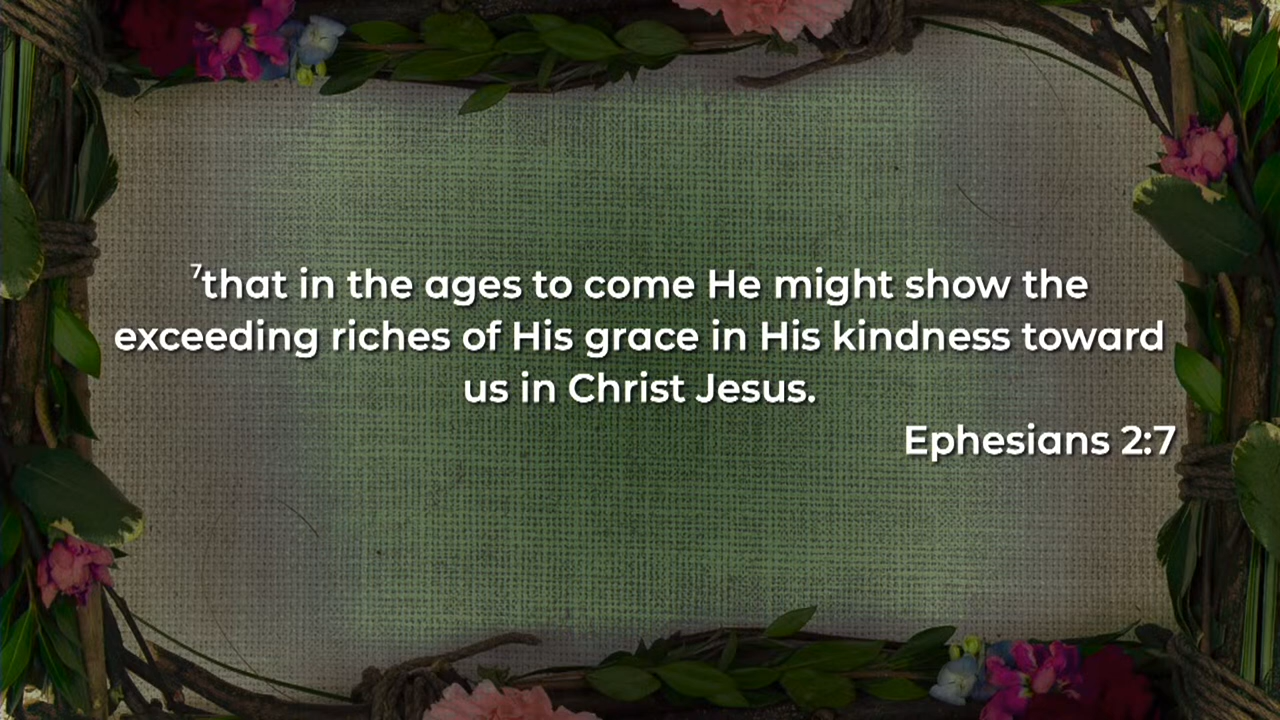 ⁷that in the ages to come He might show the
exceeding riches of His grace in His kindness toward
us in Christ Jesus.
Ephesians 2:7